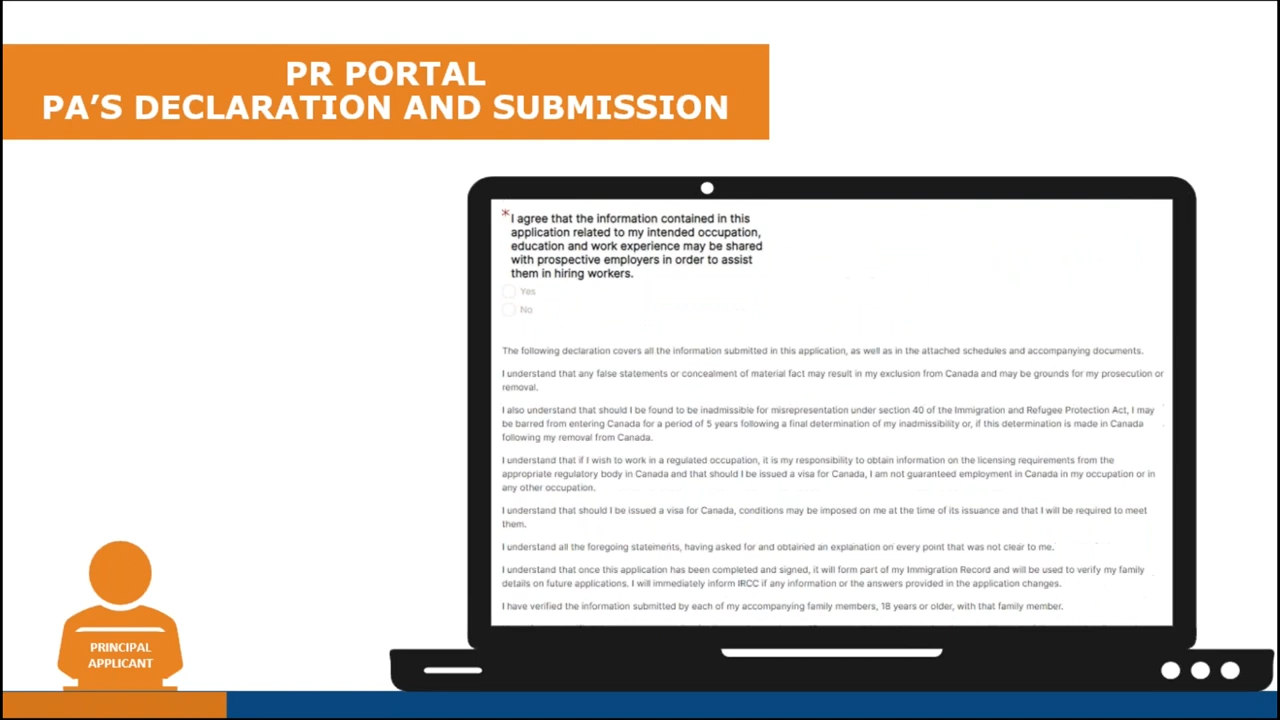 PR PORTAL
PA'S DECLARATION AND SUBMISSION
* I agree that the information contained in this
application related to my intended occupation,
education and work experience may be shared
with prospective employers in order to assist
them in hiring workers.
Yes
No
The following declaration covers all the information submitted in this application, as well as in the attached schedules and accompanying documents.
I understand that any false statements or concealment of material fact may result in my exclusion from Canada and may be grounds for my prosecution or
removal.
I also understand that should I be found to be inadmissible for misrepresentation under section 40 of the Immigration and Refugee Protection Act, I may
be barred from entering Canada for a period of 5 years following a final determination of my inadmissibility or, if this determination is made in Canada
following my removal from Canada.
I understand that if I wish to work in a regulated occupation, it is my responsibility to obtain information on the licensing requirements from the
appropriate regulatory body in Canada and that should I be issued a visa for Canada, I am not guaranteed employment in Canada in my occupation or in
any other occupation.
I understand that should I be issued a visa for Canada, conditions may be imposed on me at the time of its issuance and that I will be required to meet
them.
I understand all the foregoing statements, having asked for and obtained an explanation on every point that was not clear to me.
I understand that once this application has been completed and signed, it will form part of my Immigration Record and will be used to verify my family
details on future applications. I will immediately inform IRCC if any information or the answers provided in the application changes.
I have verified the information submitted by each of my accompanying family members, 18 years or older, with that family member.
PRINCIPAL
APPLICANT